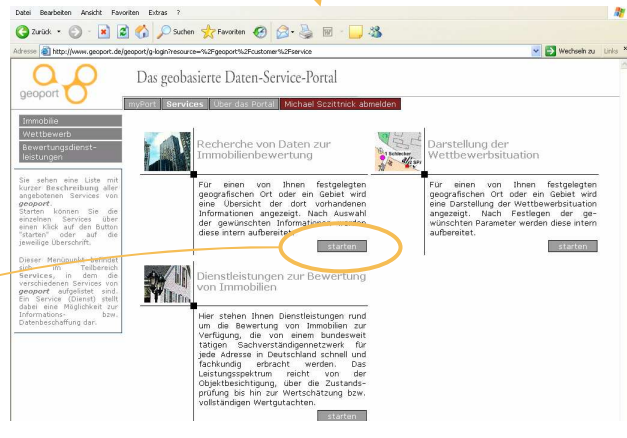 Datei Bearbeiten Ansicht Favoriten Extras ?
Zurück Suchen Favoriten
Adresse http://www.geoport.de/geoport/g-login?resource=%2Fgeoport%2Fcustomer%2Fservice Wechseln zu Links
geoport
Das geobasierte Daten-Service-Portal
myPort Services Über das Portal Michael Sczittnick abmelden
Immobilie
Wettbewerb
Bewertungsdienst-
leistungen
Sie sehen eine Liste mit
kurzer Beschreibung aller
angebotenen Services von
geoport.
Starten können Sie die
einzelnen Services über
einen Klick auf den Button
"starten" oder auf die
jeweilige Überschrift.
Dieser Menüpunkt befindet
sich im Teilbereich
Services, in dem die
verschiedenen Services von
geoport aufgelistet sind.
Ein Service (Dienst) stellt
dabei eine Möglichkeit zur
Informations- bzw.
Datenbeschaffung dar.
Recherche von Daten zur
Immobilienbewertung
Für einen von Ihnen festgelegten
geografischen Ort oder ein Gebiet wird
eine Übersicht der dort vorhandenen
Informationen angezeigt. Nach Auswahl
der gewünschten Informationen werden
diese intern aufbereitet.
starten
Schlecker
Darstellung der
Wettbewerbsituation
Für einen von Ihnen festgelegten
geografischen Ort oder ein Gebiet wird
eine Darstellung der Wettbewerbsituation
angezeigt. Nach Festlegen der ge-
wünschten Parameter werden diese intern
aufbereitet.
starten
Dienstleistungen zur Bewertung
von Immobilien
Hier stehen Ihnen Dienstleistungen rund
um die Bewertung von Immobilien zur
Verfügung, die von einem bundesweit
tätigen Sachverständigennetzwerk für
jede Adresse in Deutschland schnell und
fachkundig erbracht werden. Das
Leistungsspektrum reicht von der
Objektbesichtigung, über die Zustands-
prüfung bis hin zur Wertschätzung bzw.
vollständigen Wertgutachten.
starten